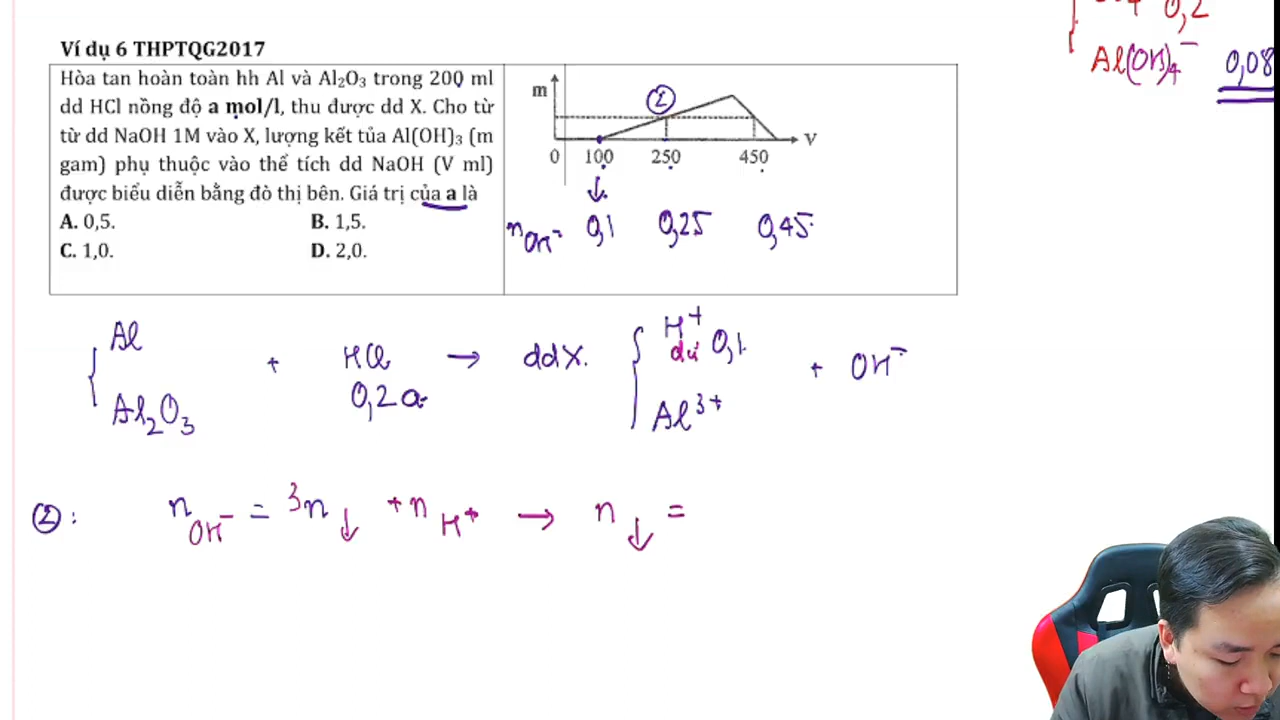 Ví dụ 6 THPTQG2017
Hòa tan hoàn toàn hh Al và Al₂O₃ trong 200 ml
dd HCl nồng độ a mol/l, thu được dd X. Cho từ
từ dd NaOH 1M vào X, lượng kết tủa Al(OH)₃ (m
gam) phụ thuộc vào thể tích dd NaOH (V ml)
được biểu diễn bằng đò thị bên. Giá trị của a là
A. 0,5. B. 1,5.
C. 1,0. D. 2,0.
m
②
V
0 100 250 450
nOH⁻ 0,1 0,25 0,45
0,2
Al(OH)₄⁻ 0,08
Al
Al₂O₃
+ HCl → ddX.
0,2a
H⁺ dư 0,1
Al³⁺
+ OH⁻
②: nOH⁻ = 3n↓ + nH⁺ → n↓ =